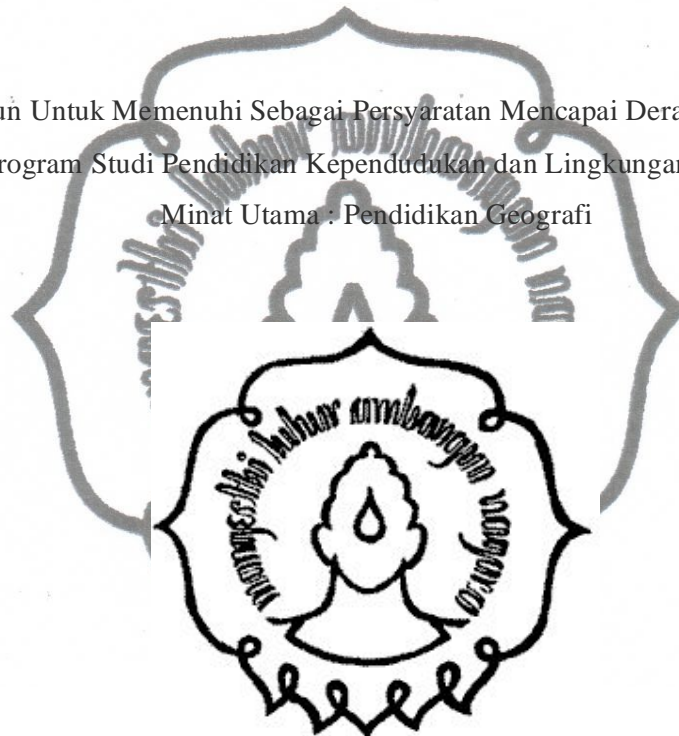 un Untuk Memenuhi Sebagai Persyaratan Mencapai Dera
rogram Studi Pendidikan Kependudukan dan Lingkungan
Minat Utama : Pendidikan Geografi
mangesthi luhur ambangun nagara